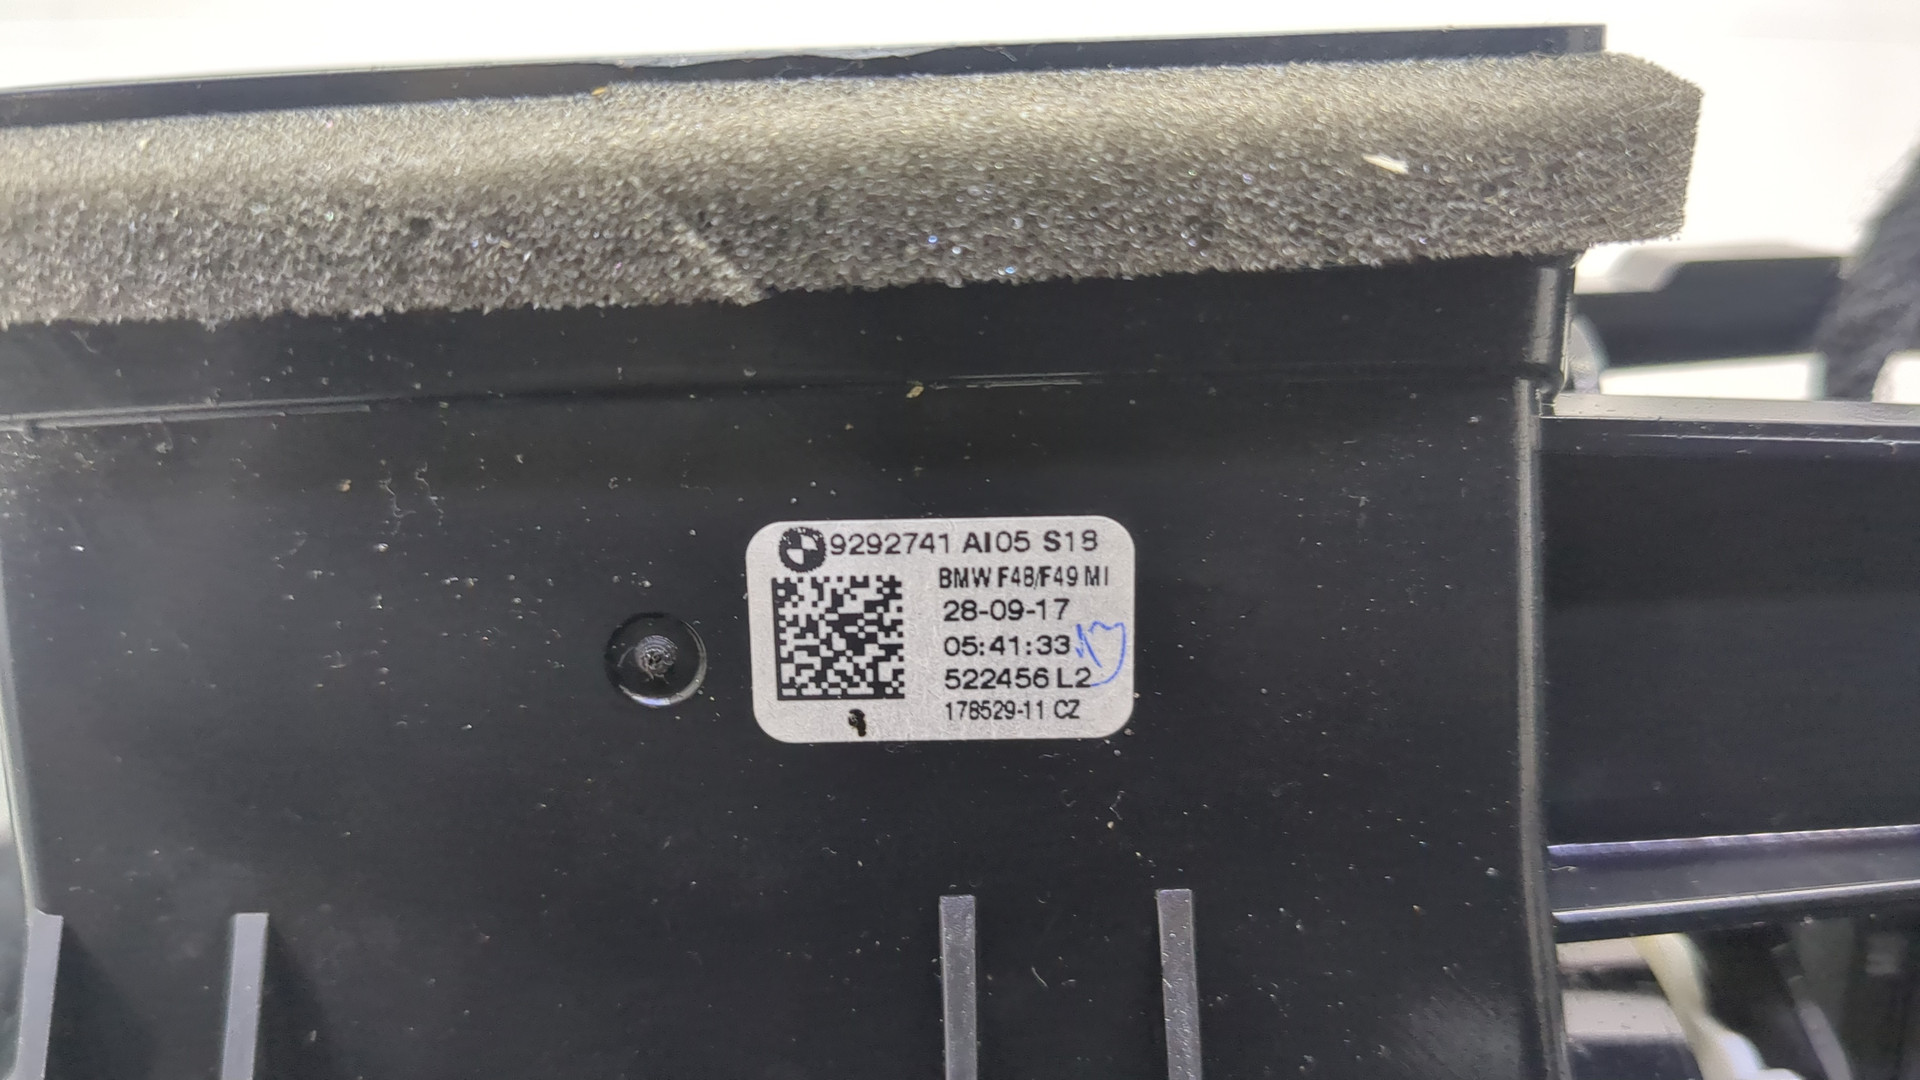 9292741 AI05 S18
BMW F48/F49 MI
28-09-17
05:41:33
522456 L2
178529-11 CZ